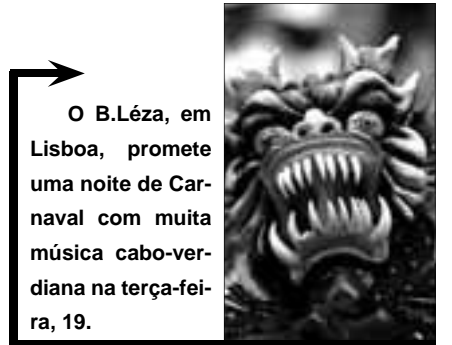 O B.Léza, em
Lisboa, promete
uma noite de Car-
naval com muita
música cabo-ver-
diana na terça-fei-
ra, 19.